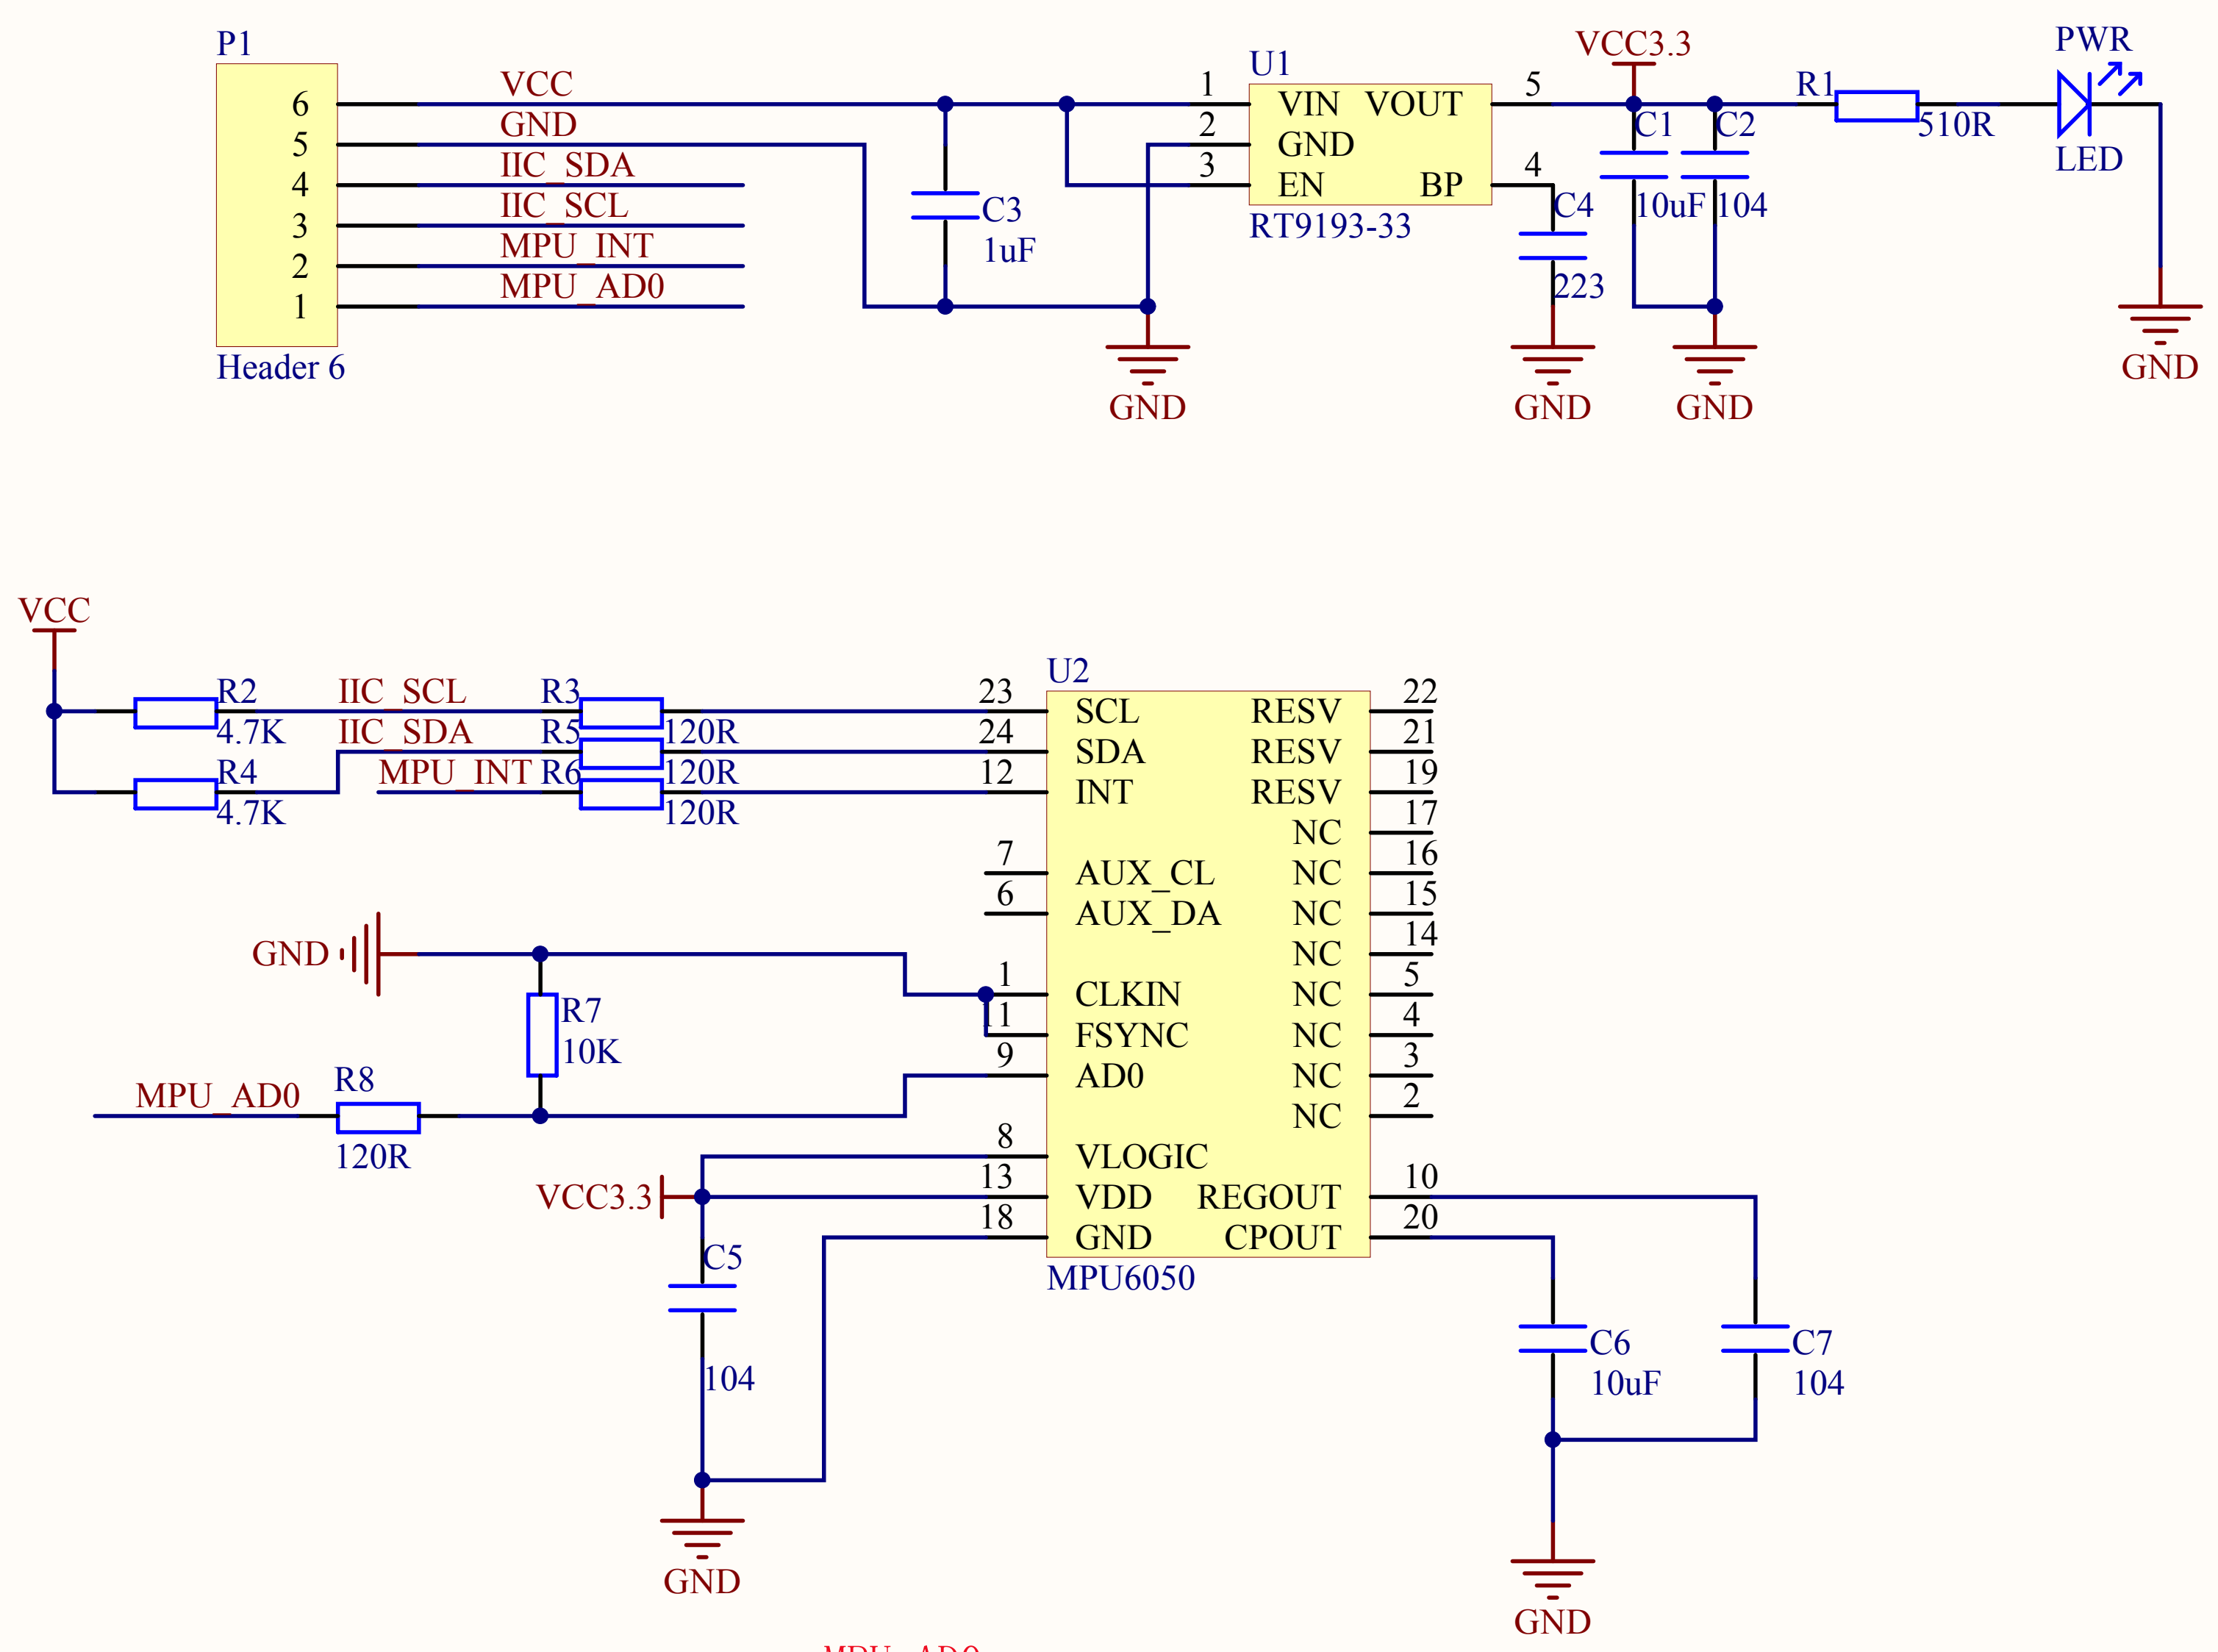 P1
6
VCC
5
GND
4
IIC_SDA
3
IIC_SCL
2
MPU_INT
1
MPU_AD0
Header 6
C3
1uF
GND
U1
1
VIN
VOUT
5
2
GND
3
EN
BP
4
RT9193-33
C4
223
GND
VCC3.3
C1
10uF
C2
104
GND
R1
510R
PWR
LED
GND
VCC
R2
4.7K
IIC_SCL
R3
120R
R4
4.7K
IIC_SDA
R5
120R
MPU_INT
R6
120R
GND
R7
10K
MPU_AD0
R8
120R
VCC3.3
C5
104
GND
U2
23
SCL
RESV
22
24
SDA
RESV
21
12
INT
RESV
19
NC
17
7
AUX_CL
NC
16
6
AUX_DA
NC
15
NC
14
1
CLKIN
NC
5
11
FSYNC
NC
4
9
AD0
NC
3
NC
2
8
VLOGIC
13
VDD
REGOUT
10
18
GND
CPOUT
20
MPU6050
C6
10uF
C7
104
GND
MPU_AD0